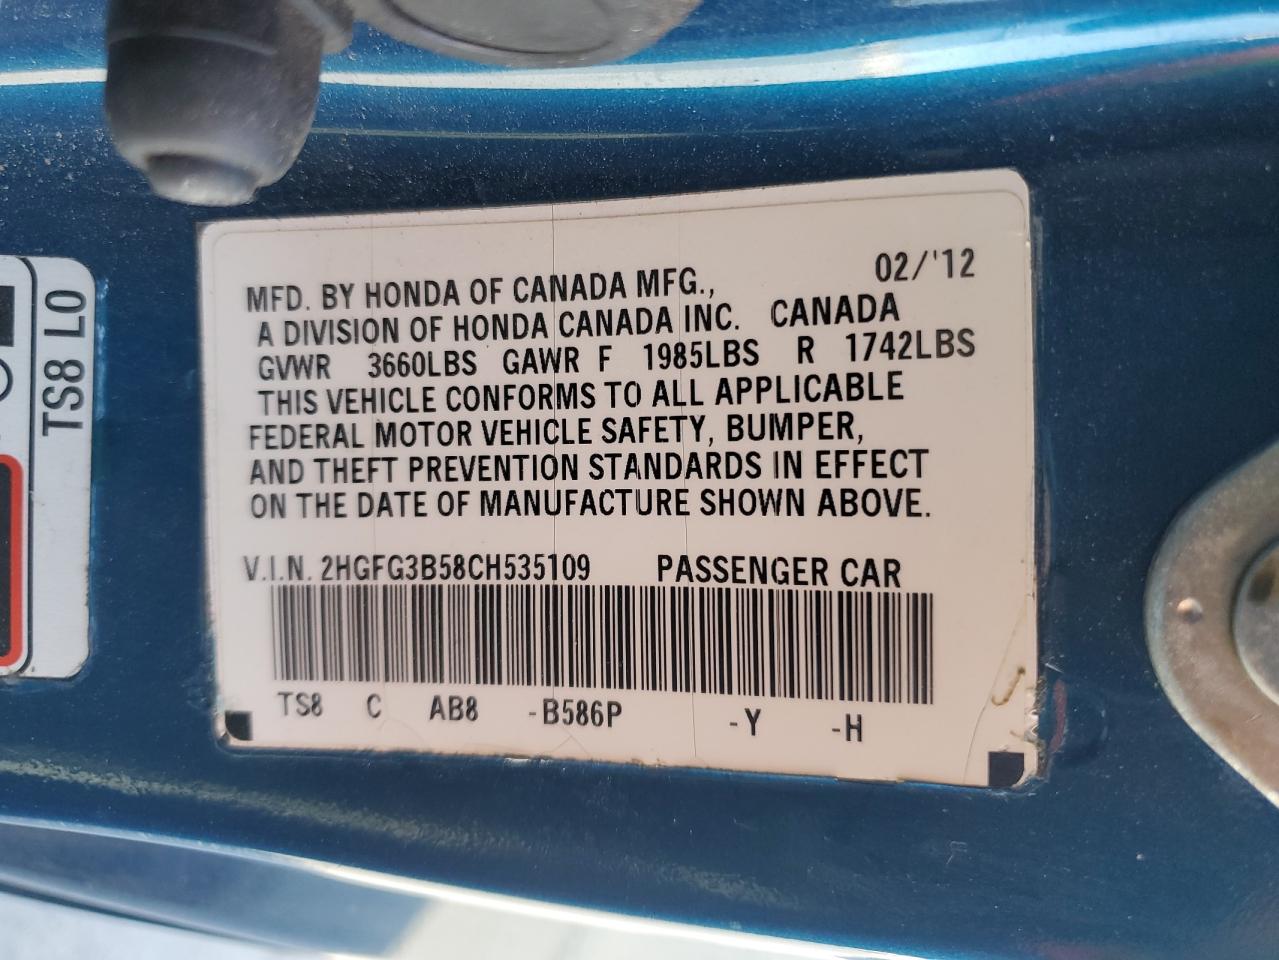 02/'12
MFD. BY HONDA OF CANADA MFG.,
A DIVISION OF HONDA CANADA INC. CANADA
GVWR 3660LBS GAWR F 1985LBS R 1742LBS
THIS VEHICLE CONFORMS TO ALL APPLICABLE
FEDERAL MOTOR VEHICLE SAFETY, BUMPER,
AND THEFT PREVENTION STANDARDS IN EFFECT
ON THE DATE OF MANUFACTURE SHOWN ABOVE.
V.I.N. 2HGFG3B58CH535109 PASSENGER CAR
TS8 C AB8 -B586P -Y -H
TS8 L0